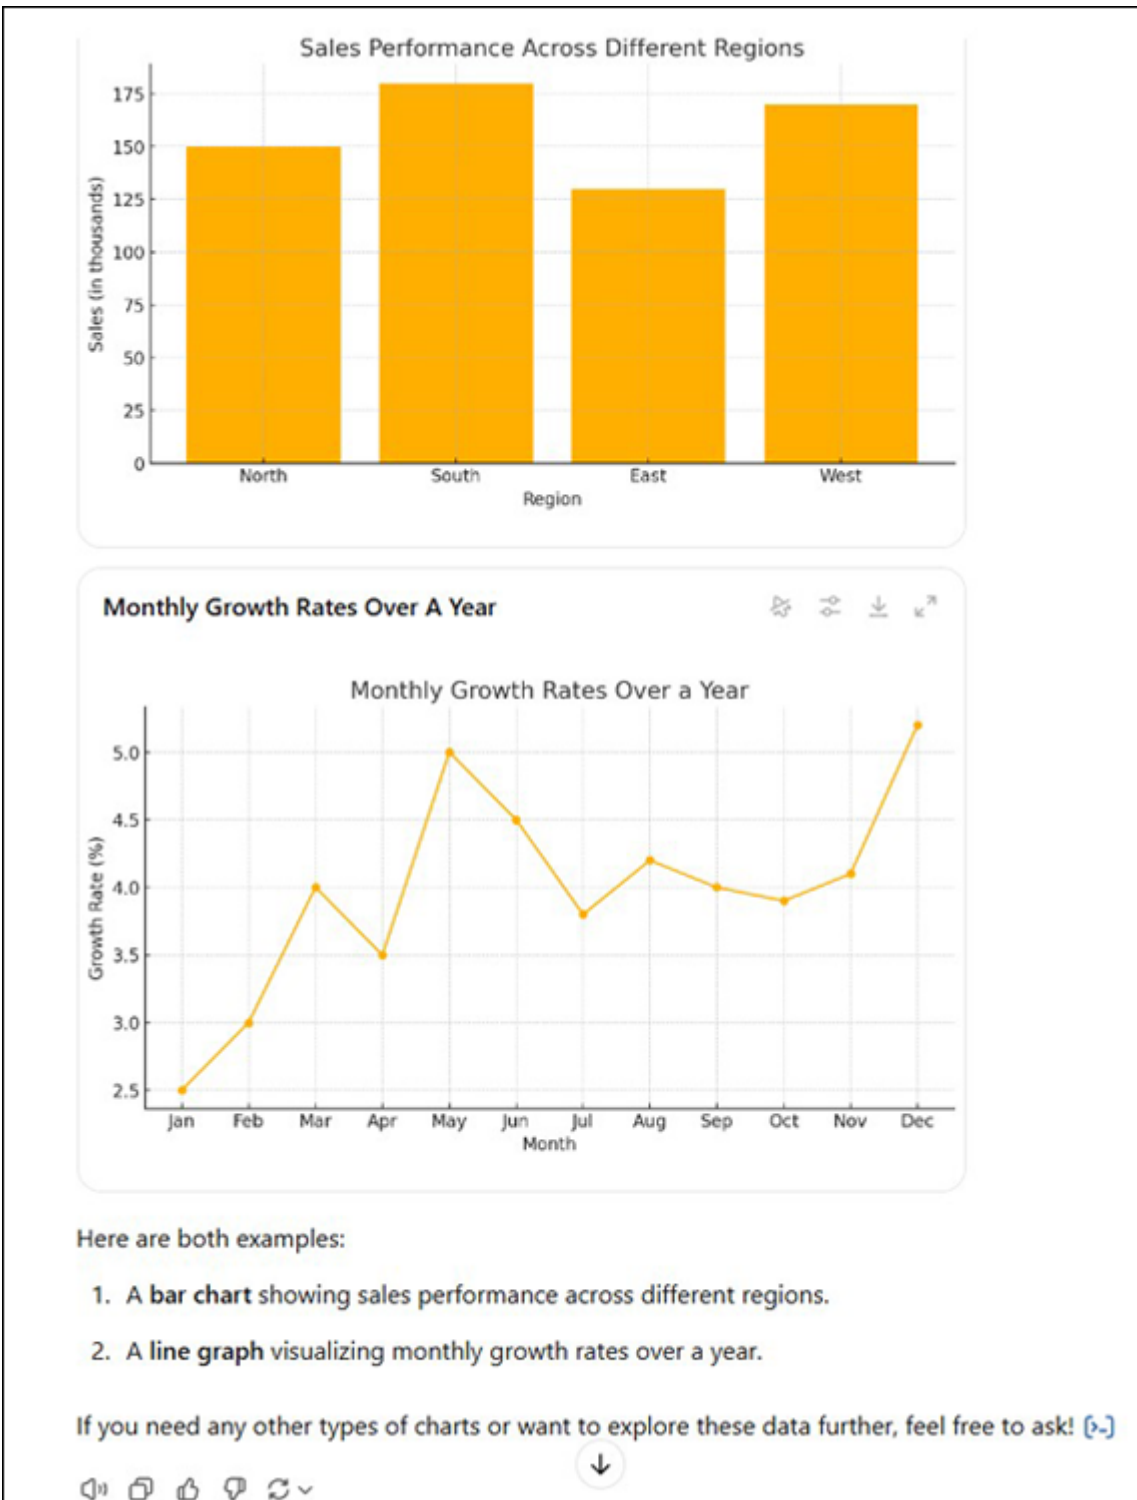 Sales Performance Across Different Regions
175
150
125
100
75
50
25
0
Sales (in thousands)
North South East West
Region
Monthly Growth Rates Over A Year
Monthly Growth Rates Over a Year
5.0
4.5
4.0
3.5
3.0
2.5
Growth Rate (%)
Jan Feb Mar Apr May Jun Jul Aug Sep Oct Nov Dec
Month
Here are both examples:
1. A bar chart showing sales performance across different regions.
2. A line graph visualizing monthly growth rates over a year.
If you need any other types of charts or want to explore these data further, feel free to ask! [>-]